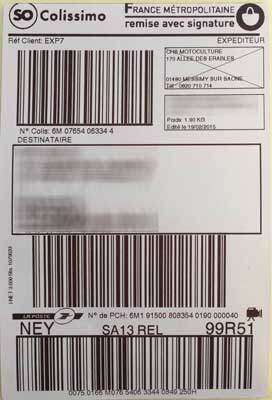 SO Colissimo
FRANCE MÉTROPOLITAINE
remise avec signature
Réf Client: EXP7
EXPEDITEUR
CHB MOTOCULTURE
170 ALLEE DES ERABLES
01480 MESSIMY SUR SAONE
Tél : 0820 710 714
Poids: 1.90 KG
Edité le 19/02/2015
N° Colis: 6M 07654 06334 4
DESTINATAIRE
LA POSTE
N° de PCH: 6M1 91500 808354 0190 000040
NEY SA13 REL 99R51
0075 0166 M076 5406 3344 0849 250H